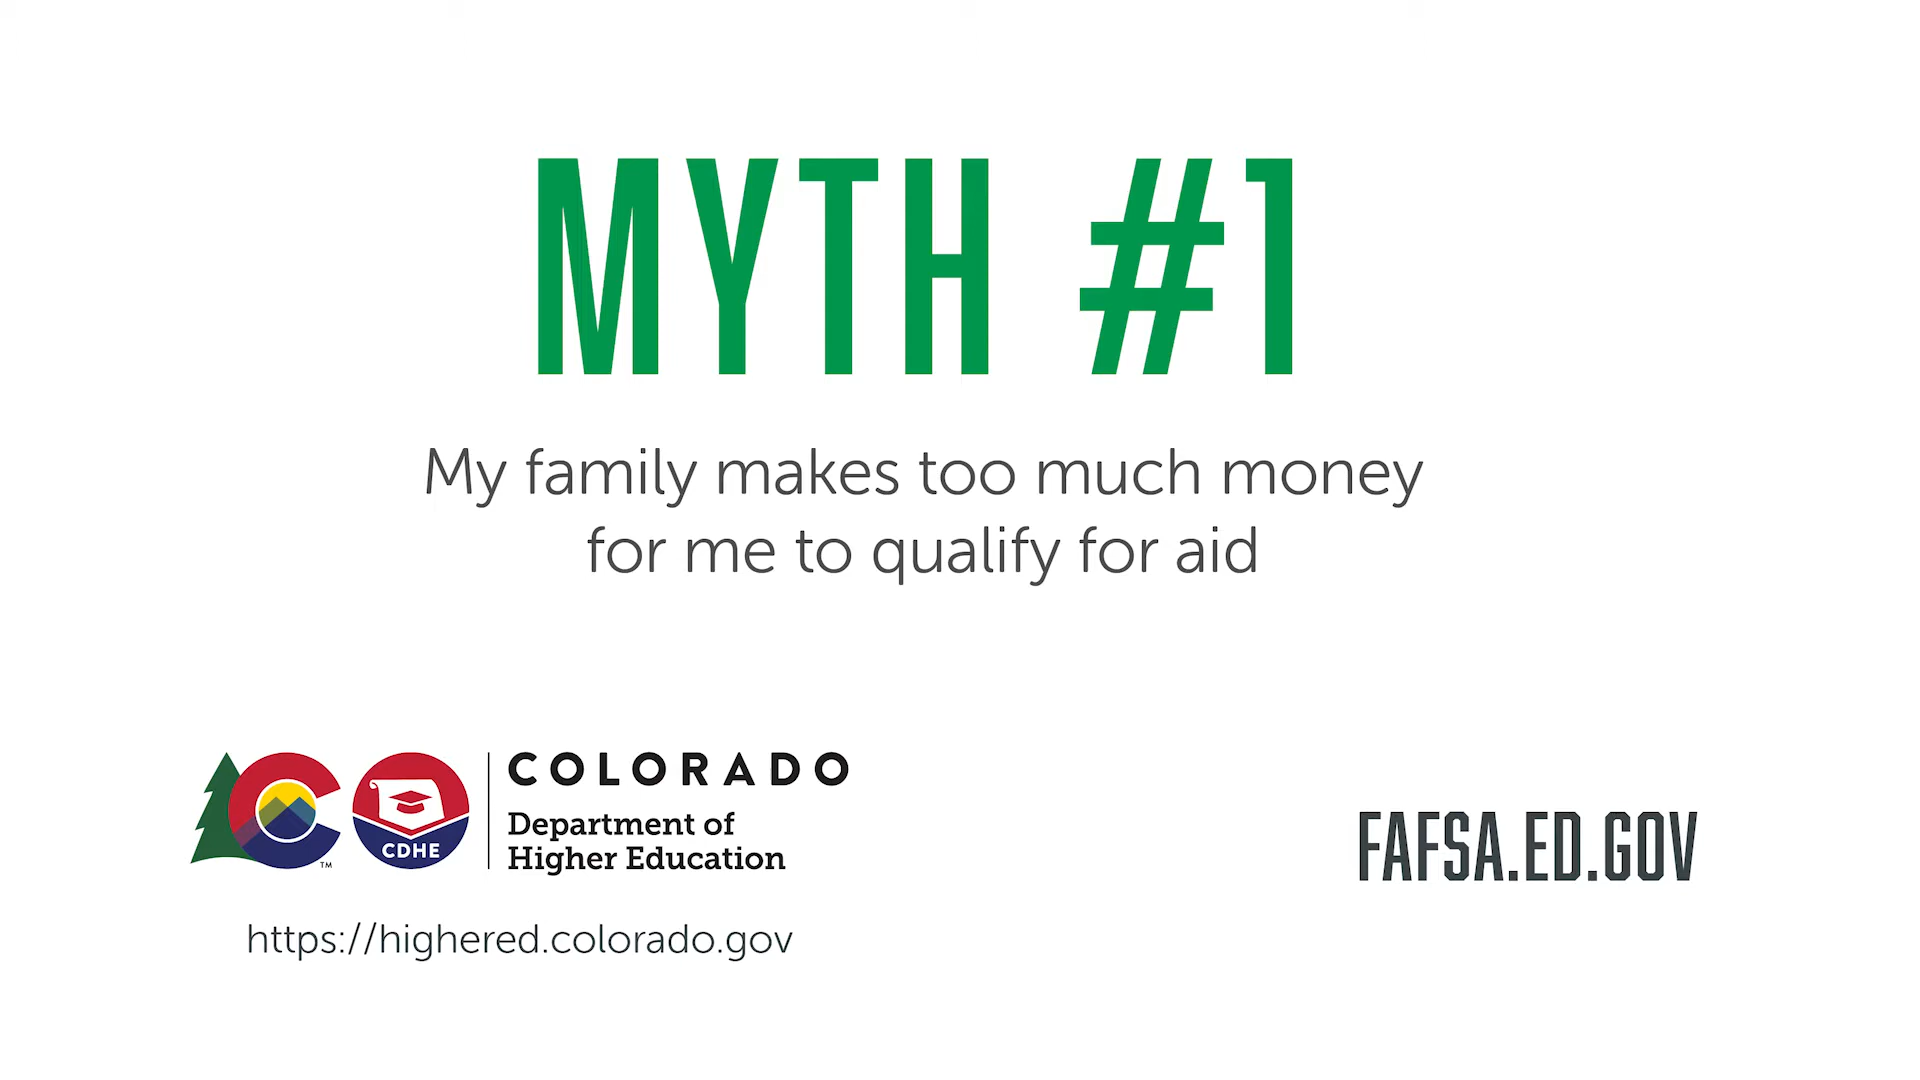 MYTH #1
My family makes too much money
for me to qualify for aid
COLORADO
Department of
Higher Education
CDHE
TM
https://highered.colorado.gov
FAFSA.ED.GOV